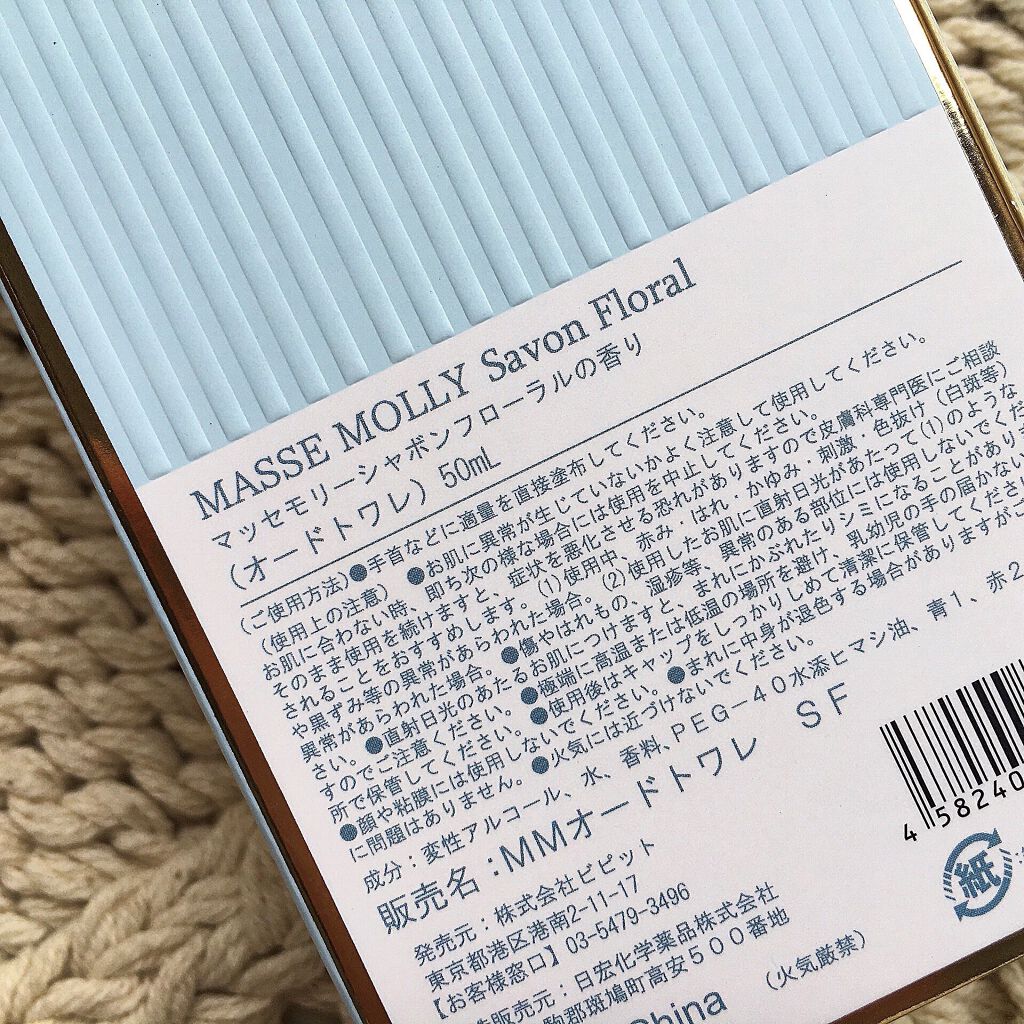 MASSE MOLLY Savon Floral
マッセモリーシャボンフローラルの香り
(オードトワレ) 50mL
(ご使用方法)●手首などに適量を直接塗布してください。
(使用上の注意) ●お肌に異常が生じていないかよく注意して使用してください。
お肌に合わない時、即ち次の様な場合には使用を中止してください。
そのまま使用を続けますと、症状を悪化させる恐れがありますので皮膚科専門医にご相談
されることをおすすめします。(1)使用中、赤み・はれ・かゆみ・刺激・色抜け(白斑等)
や黒ずみ等の異常があらわれた場合。(2)使用したお肌に直射日光があたって(1)のような
異常があらわれた場合。●傷やはれもの、湿疹等、異常のある部位には使用しないでくだ
さい。●直射日光のあたるお肌につけますと、まれにかぶれたりシミになることがありま
すのでご注意ください。●極端に高温または低温の場所を避け、乳幼児の手の届かない
所で保管してください。●使用後はキャップをしっかりしめて清潔に保管してください
●顔や粘膜には使用しないでください。●まれに中身が退色する場合がありますが
に問題はありません。●火気には近づけないでください。
成分：変性アルコール、水、香料、PEG－40水添ヒマシ油、青1、赤2
販売名：MMオードトワレ SF
発売元：株式会社ビピット
東京都港区港南2-11-17
【お客様窓口】03-5479-3496
販売元：日宏化学薬品株式会社
駒郡斑鳩町高安500番地
China
(火気厳禁)
4 58240
紙